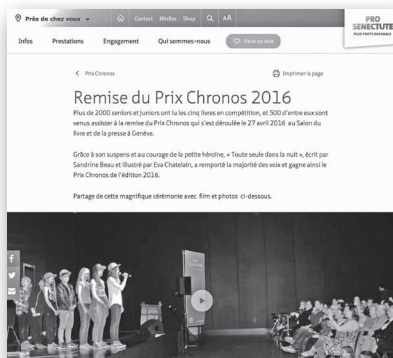 Près de chez vous
Contact Médias Shop AA
PRO
SENECTUTE
PLUS FORTS ENSEMBLE
Infos Prestations Engagement Qui sommes-nous Faire un don
Prix Chronos Imprimer la page
Remise du Prix Chronos 2016
Plus de 2000 seniors et juniors ont lu les cinq livres en compétition, et 500 d'entre eux sont
venus assister à la remise du Prix Chronos qui s'est déroulée le 27 avril 2016 au Salon du
livre et de la presse à Genève.
Grâce à son suspens et au courage de la petite héroïne, « Toute seule dans la nuit », écrit par
Sandrine Beau et illustré par Eva Chatelain, a remporté la majorité des voix et gagne ainsi le
Prix Chronos de l'édition 2016.
Partage de cette magnifique cérémonie avec film et photos ci-dessous.